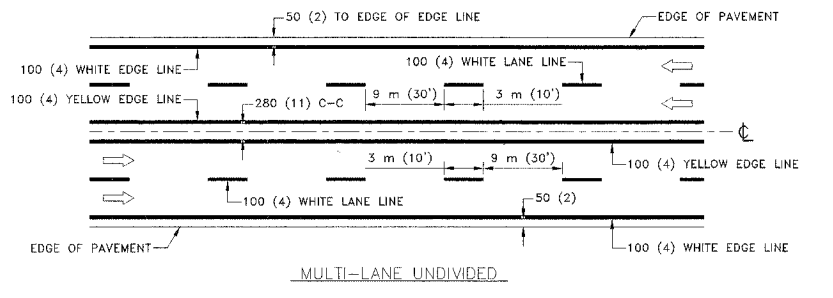 50 (2) TO EDGE OF EDGE LINE
EDGE OF PAVEMENT
100 (4) WHITE EDGE LINE
100 (4) WHITE LANE LINE
9 m (30')
3 m (10')
100 (4) YELLOW EDGE LINE
280 (11) C-C
℄
3 m (10')
9 m (30')
100 (4) YELLOW EDGE LINE
100 (4) WHITE LANE LINE
50 (2)
EDGE OF PAVEMENT
100 (4) WHITE EDGE LINE
MULTI-LANE UNDIVIDED